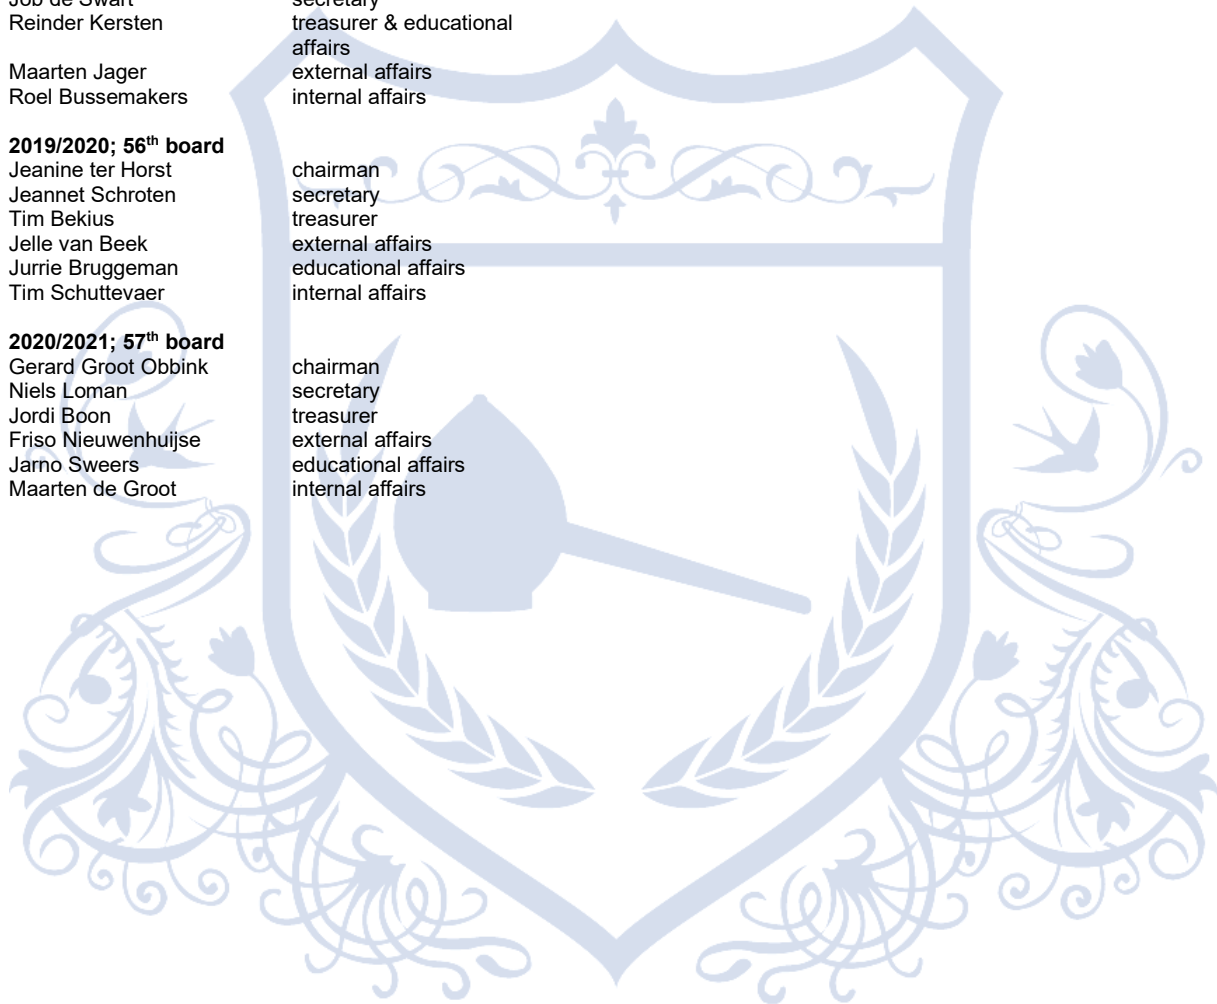 Job de Swart secretary
Reinder Kersten treasurer & educational
affairs
Maarten Jager external affairs
Roel Bussemakers internal affairs
2019/2020; 56th board
Jeanine ter Horst chairman
Jeannet Schroten secretary
Tim Bekius treasurer
Jelle van Beek external affairs
Jurrie Bruggeman educational affairs
Tim Schuttevaer internal affairs
2020/2021; 57th board
Gerard Groot Obbink chairman
Niels Loman secretary
Jordi Boon treasurer
Friso Nieuwenhuijse external affairs
Jarno Sweers educational affairs
Maarten de Groot internal affairs